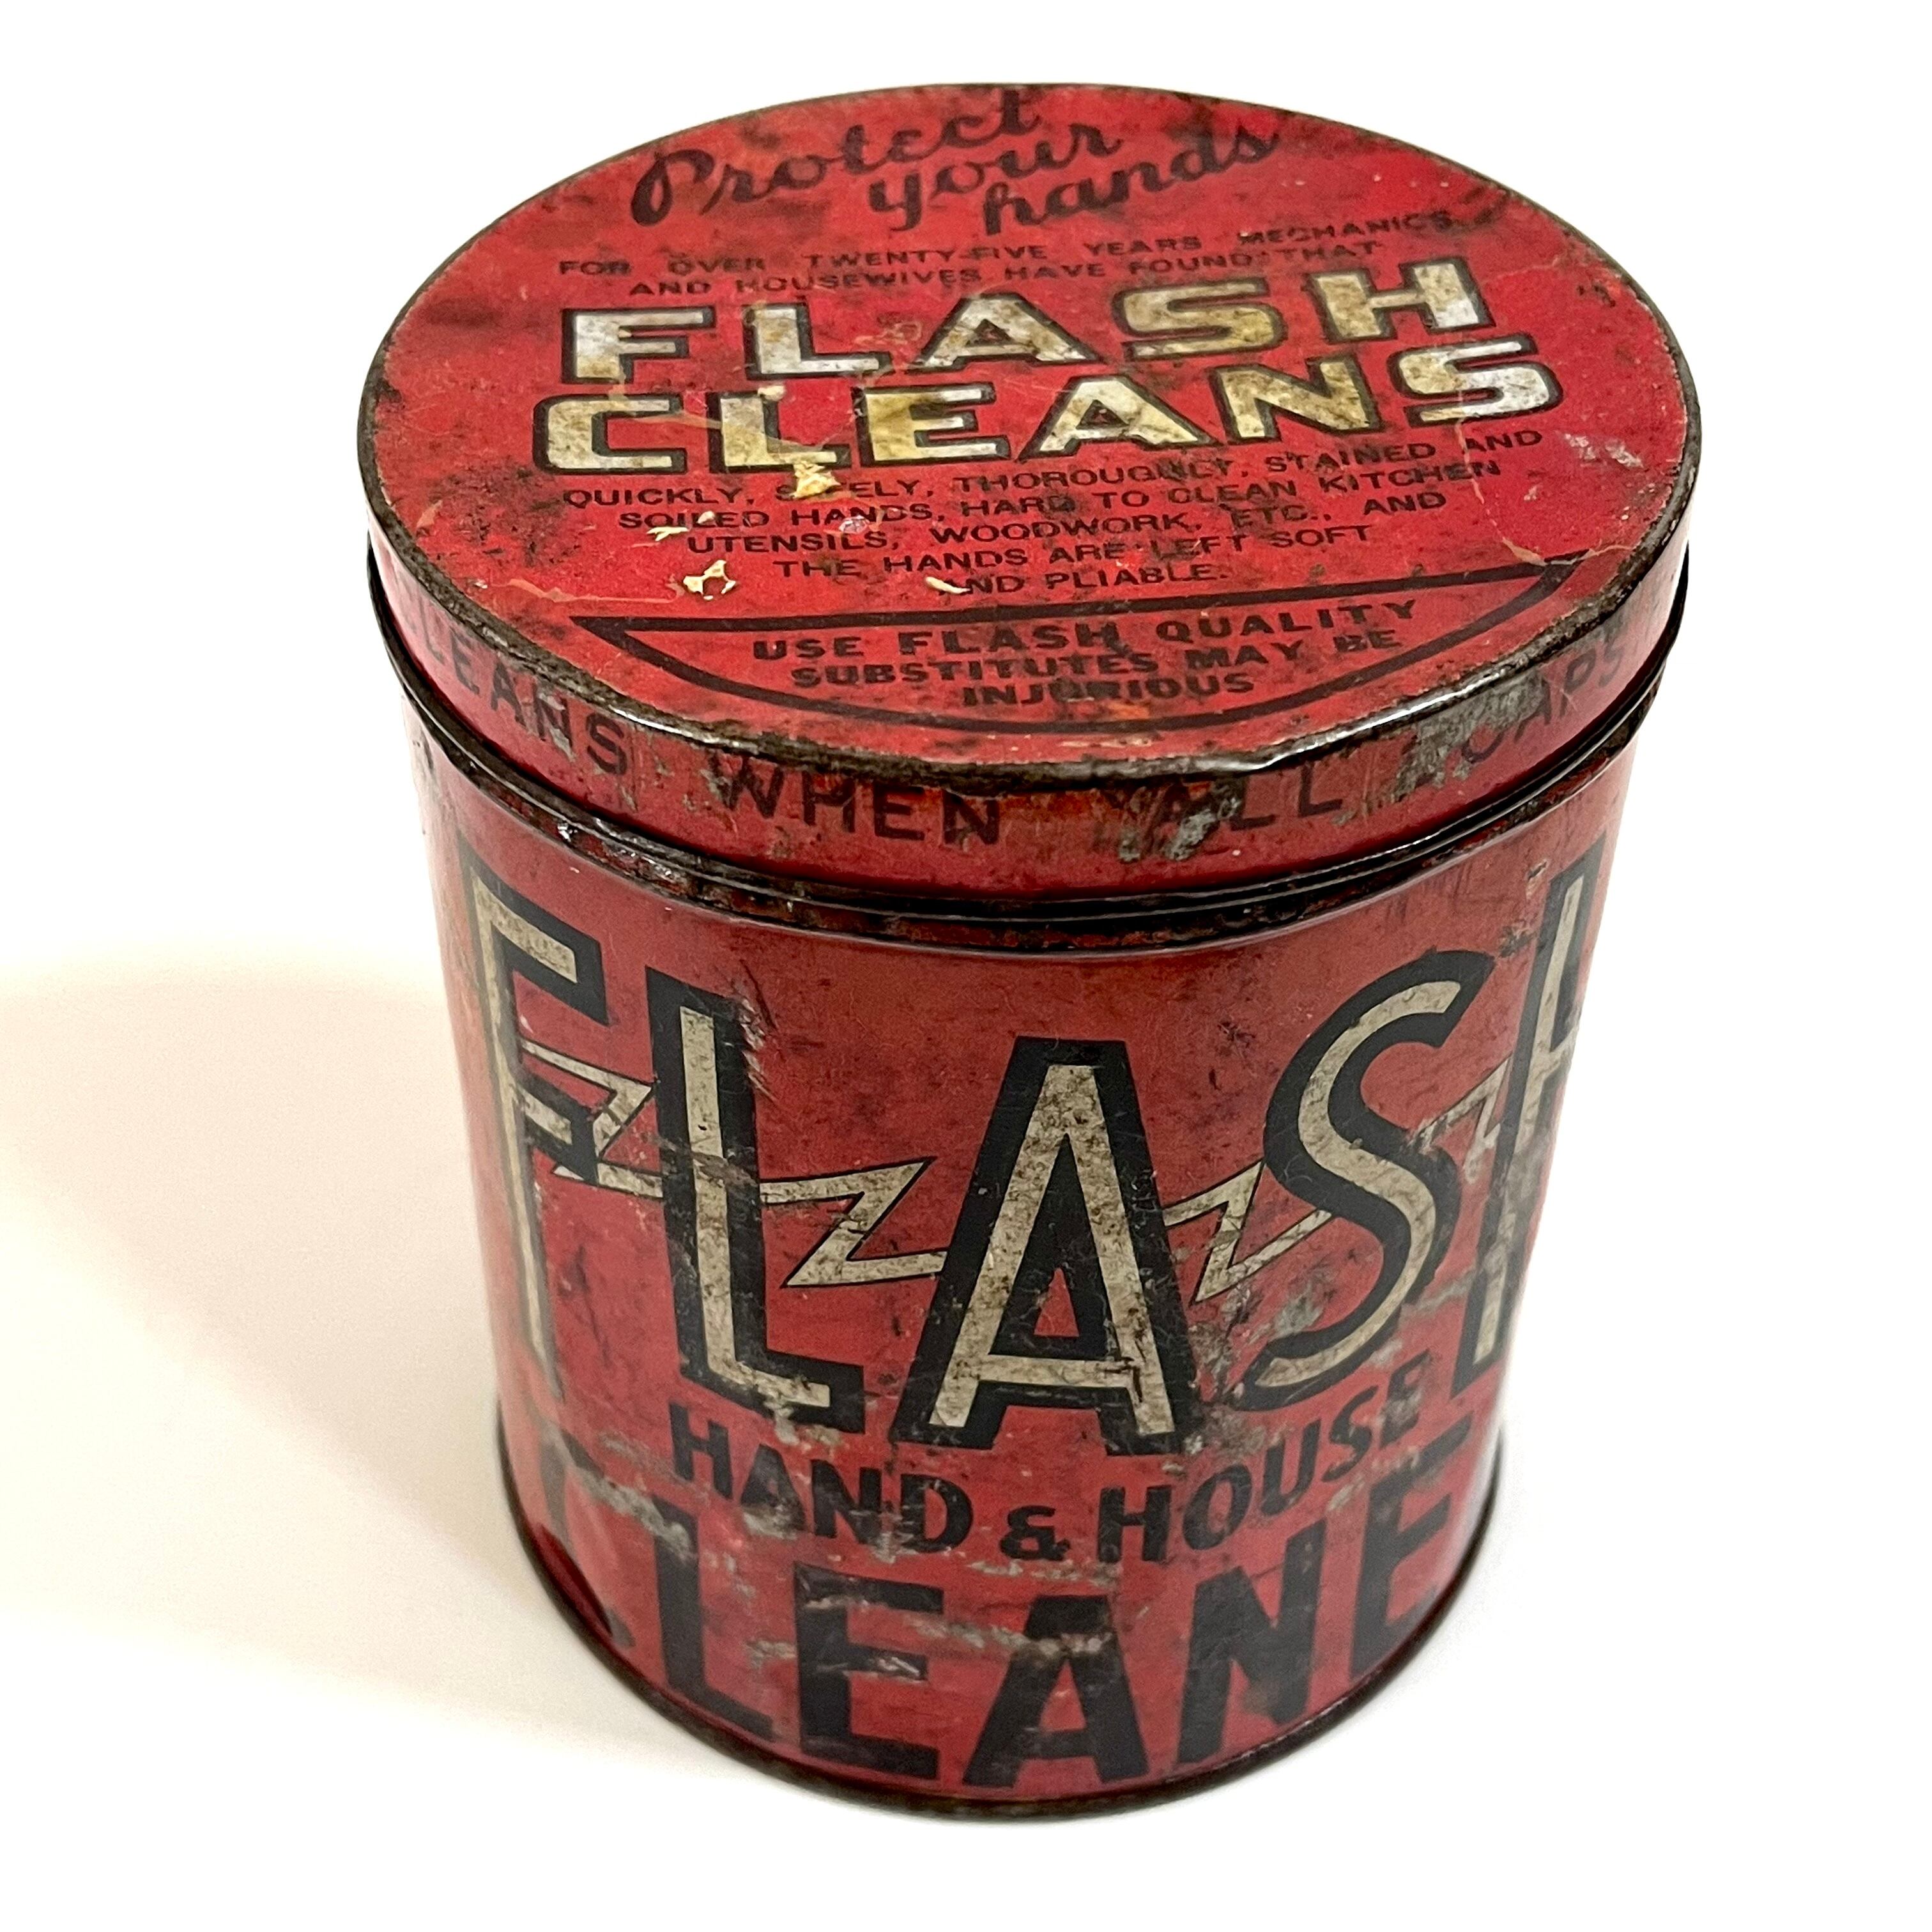 Protect
your
hands
FOR OVER TWENTY-FIVE YEARS MECHANICS
AND HOUSEWIVES HAVE FOUND THAT
FLASH
CLEANS
QUICKLY, SAFELY, THOROUGHLY, STAINED AND
SOILED HANDS, HARD TO CLEAN KITCHEN
UTENSILS, WOODWORK, ETC., AND
THE HANDS ARE LEFT SOFT
AND PLIABLE.
USE FLASH QUALITY
SUBSTITUTES MAY BE
INJURIOUS
CLEANS WHEN ALL SOAPS
FLASH
HAND & HOUSE
CLEANE